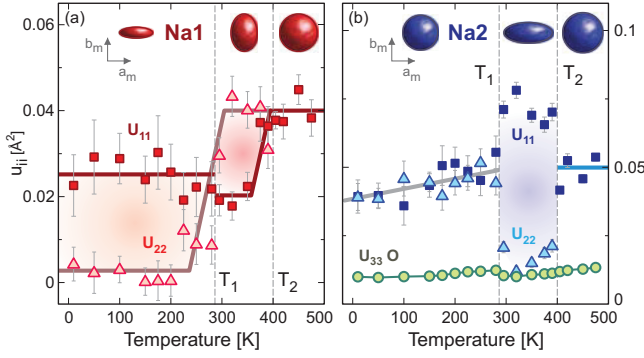 (a)
Na1
b_m
a_m
U_11
U_22
T_1
T_2
u_ii [Å²]
0.06
0.04
0.02
0
0
100
200
300
400
500
Temperature [K]
(b)
Na2
b_m
a_m
T_1
T_2
U_11
U_22
U_33 O
0.1
0.05
0
0
100
200
300
400
500
Temperature [K]